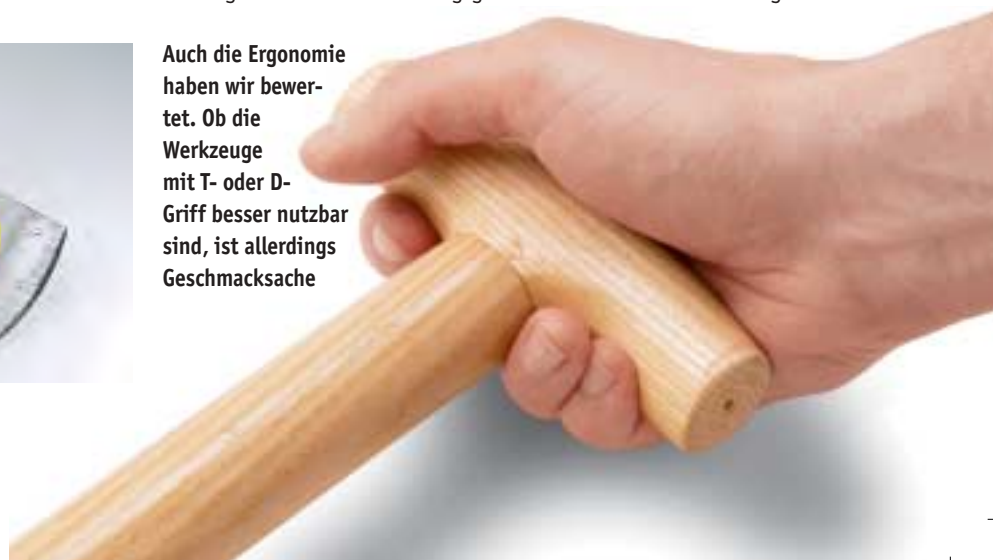 Auch die Ergonomie
haben wir bewer-
tet. Ob die
Werkzeuge
mit T- oder D-
Griff besser nutzbar
sind, ist allerdings
Geschmacksache